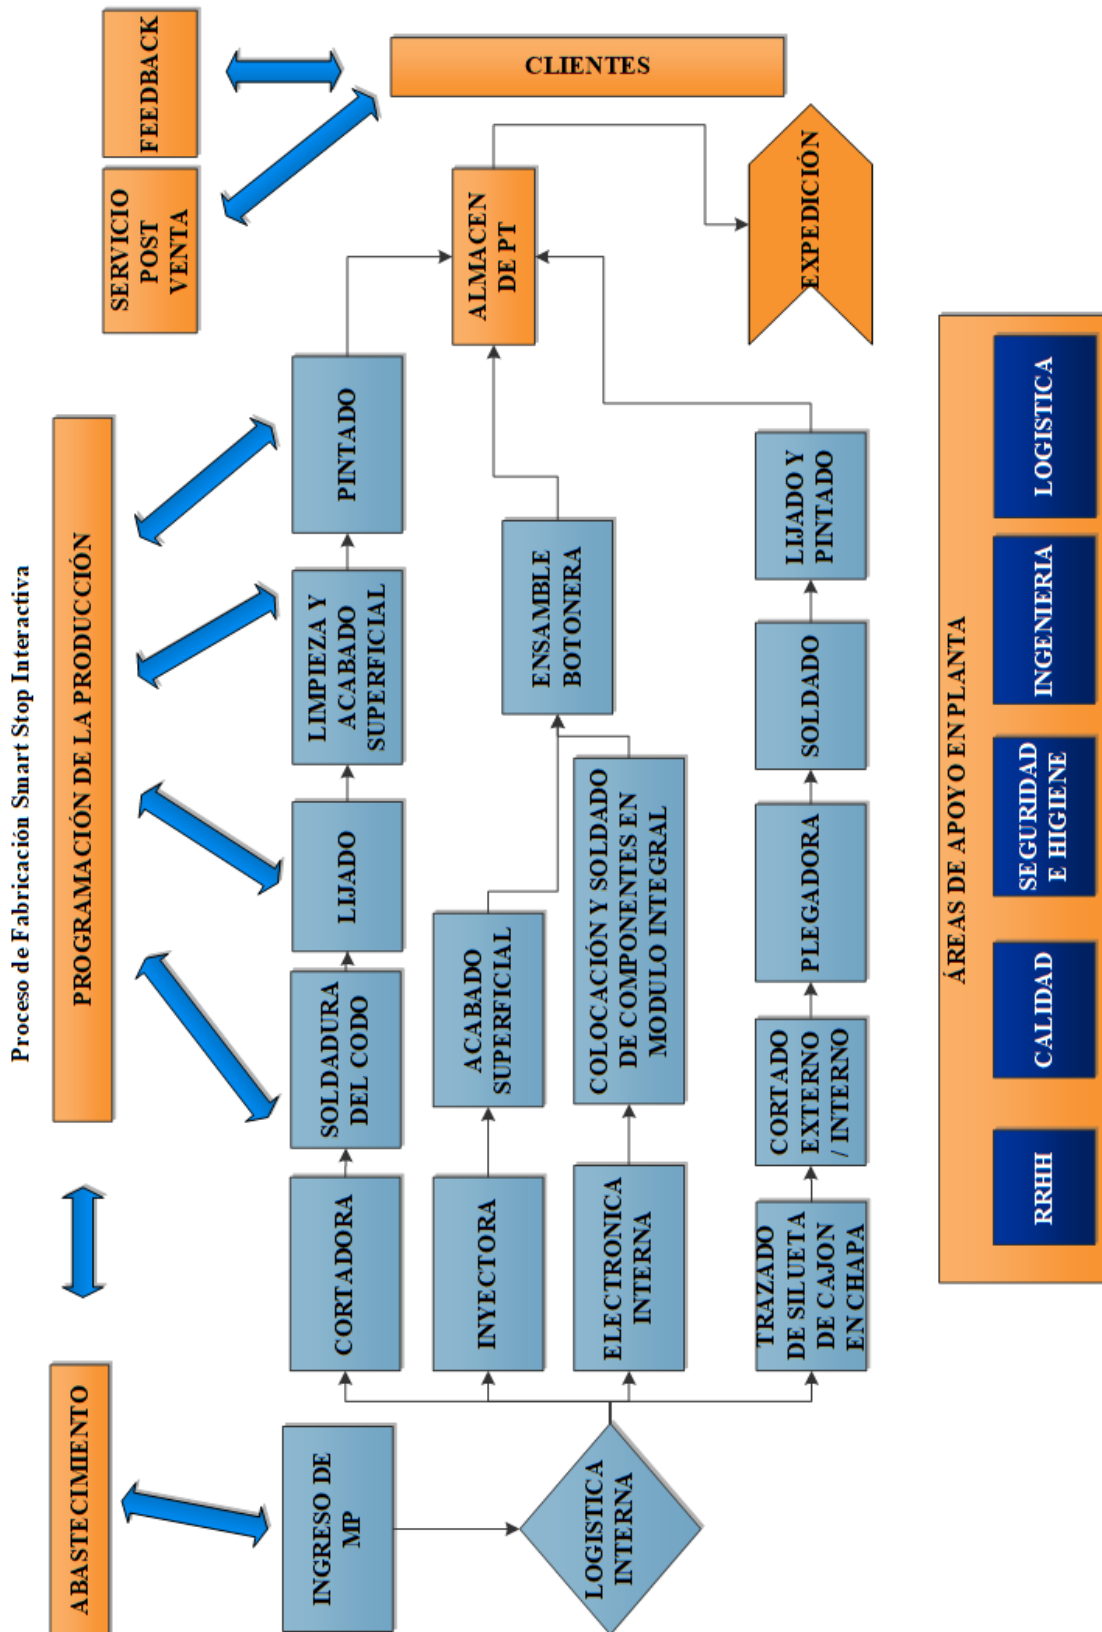 Proceso de Fabricación Smart Stop Interactiva
ABASTECIMIENTO
PROGRAMACIÓN DE LA PRODUCCIÓN
SERVICIO
POST
VENTA
FEEDBACK
CLIENTES
INGRESO DE
MP
LOGISTICA
INTERNA
CORTADORA
SOLDADURA
DEL CODO
LIJADO
LIMPIEZA Y
ACABADO
SUPERFICIAL
PINTADO
INYECTORA
ACABADO
SUPERFICIAL
ELECTRONICA
INTERNA
COLOCACIÓN Y SOLDADO
DE COMPONENTES EN
MODULO INTEGRAL
ENSAMBLE
BOTONERA
ALMACEN
DE PT
TRAZADO
DE SILUETA
DE CAJON
EN CHAPA
CORTADO
EXTERNO
/ INTERNO
PLEGADORA
SOLDADO
LIJADO Y
PINTADO
EXPEDICIÓN
ÁREAS DE APOYO EN PLANTA
RRHH
CALIDAD
SEGURIDAD
E HIGIENE
INGENIERIA
LOGISTICA